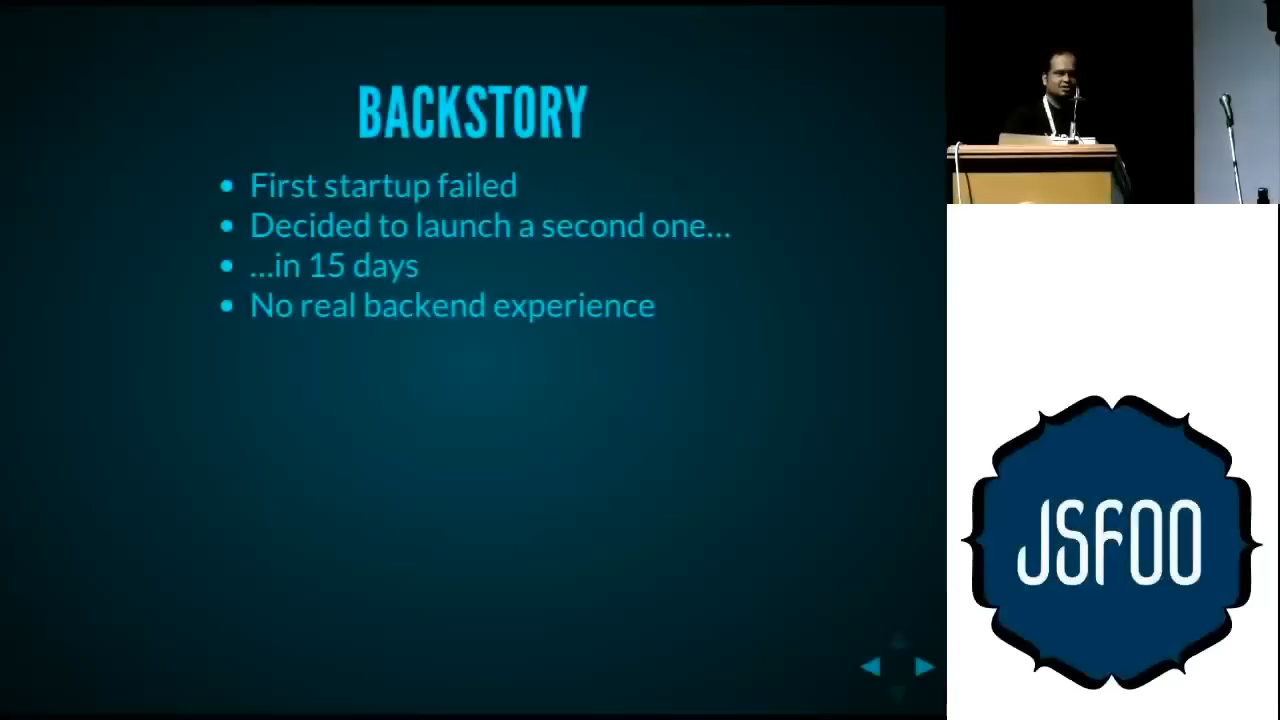 BACKSTORY
First startup failed
Decided to launch a second one...
...in 15 days
No real backend experience
JSFOO